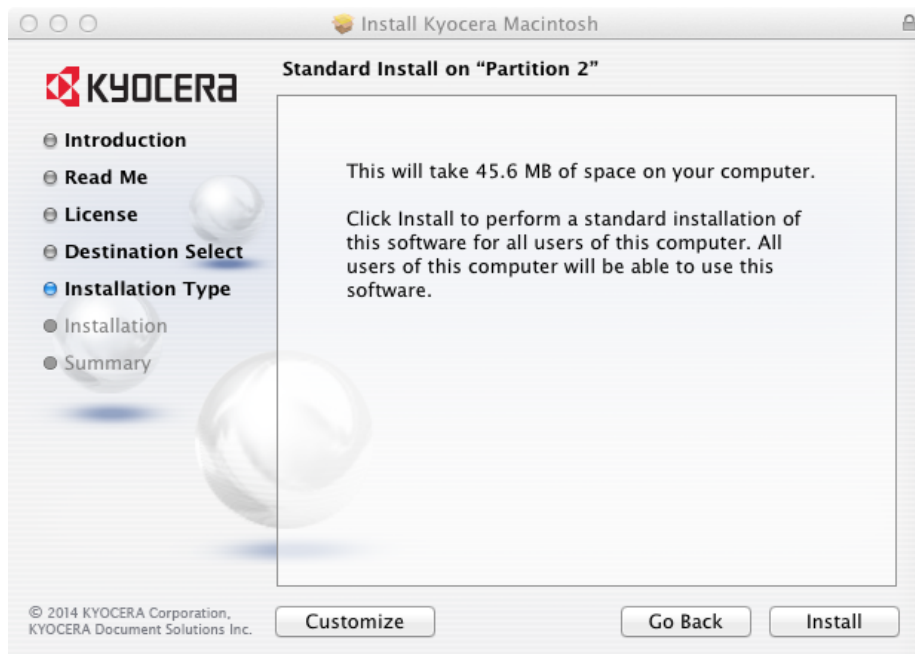 Install Kyocera Macintosh
KYOCERA
Standard Install on “Partition 2”
Introduction
Read Me
License
Destination Select
Installation Type
Installation
Summary
This will take 45.6 MB of space on your computer.
Click Install to perform a standard installation of
this software for all users of this computer. All
users of this computer will be able to use this
software.
© 2014 KYOCERA Corporation,
KYOCERA Document Solutions Inc.
Customize
Go Back
Install